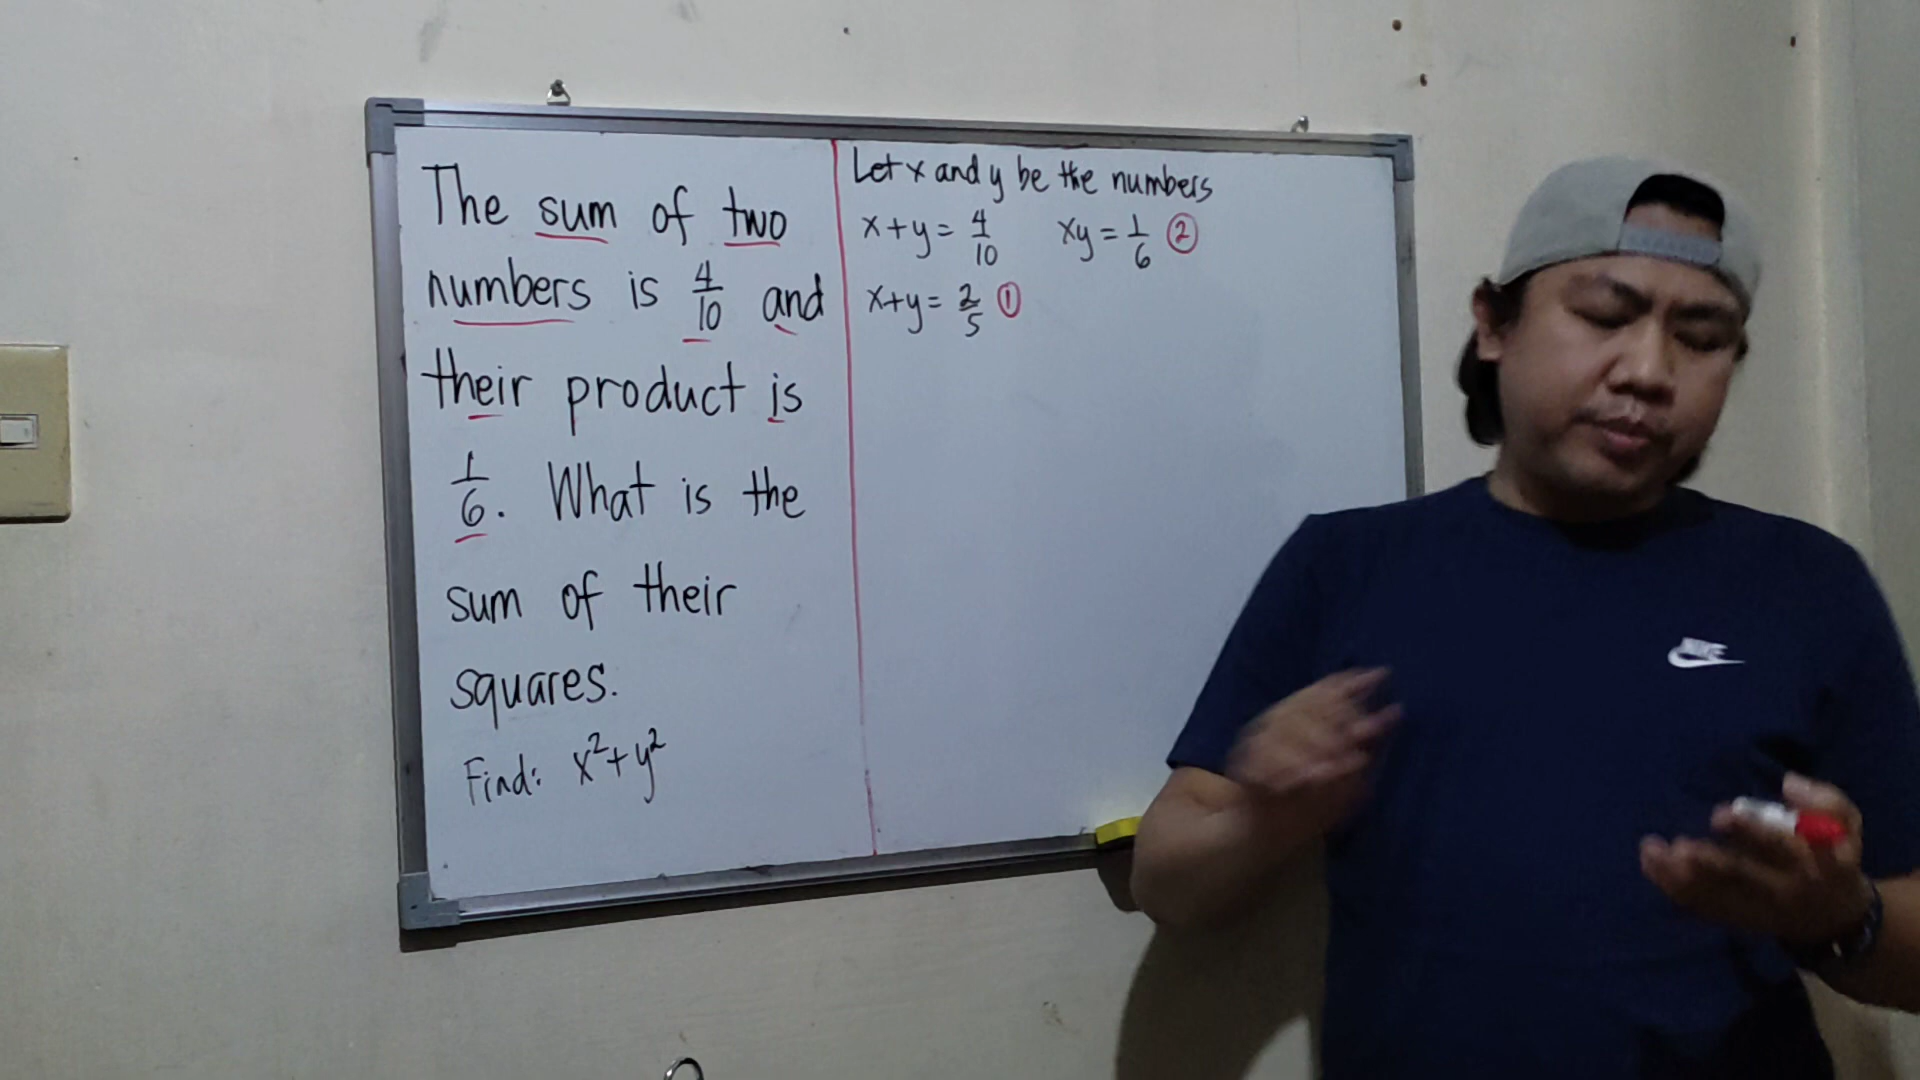 The sum of two
numbers is 4/10 and
their product is
1/6. What is the
sum of their
squares.
Find: x²+y²
Let x and y be the numbers
x+y = 4/10 xy = 1/6 ②
x+y = 2/5 ①
NIKE